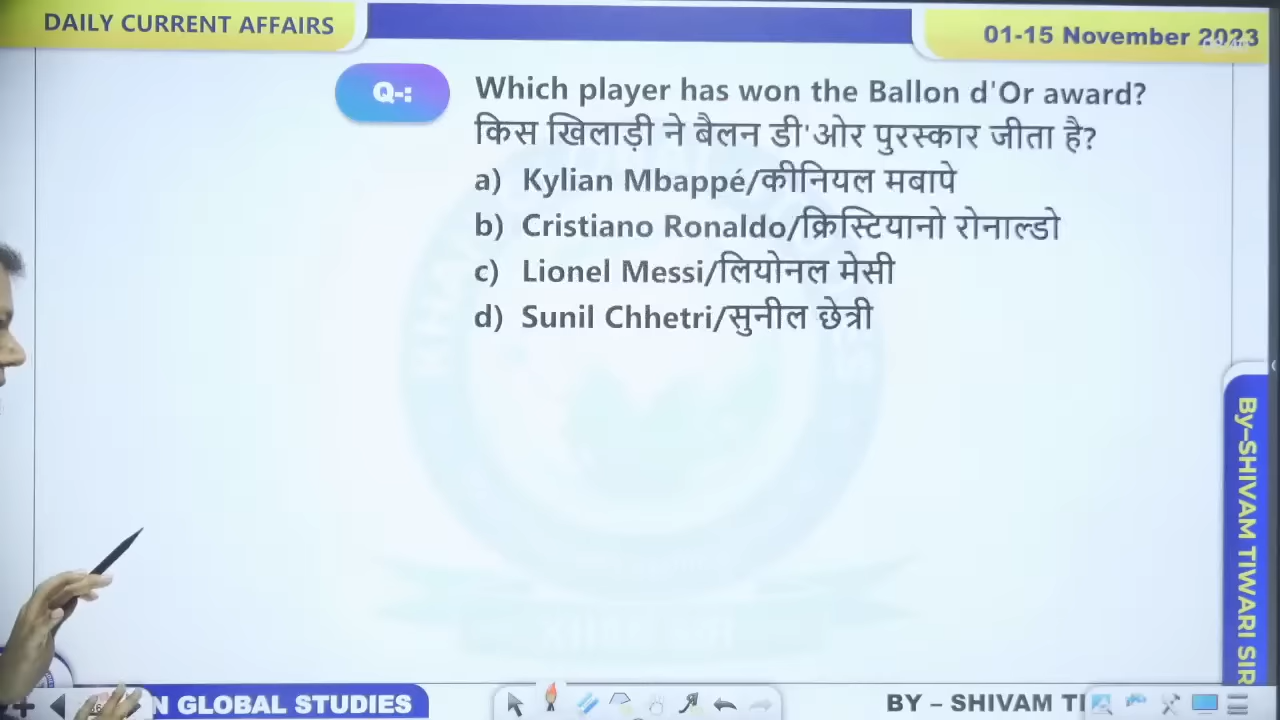 DAILY CURRENT AFFAIRS
01-15 November 2023
Q-:
Which player has won the Ballon d'Or award?
किस खिलाड़ी ने बैलन डी'ओर पुरस्कार जीता है?
a) Kylian Mbappé/कीनियल मबापे
b) Cristiano Ronaldo/क्रिस्टियानो रोनाल्डो
c) Lionel Messi/लियोनल मेसी
d) Sunil Chhetri/सुनील छेत्री
By-SHIVAM TIWARI SIR
N GLOBAL STUDIES
BY – SHIVAM TI